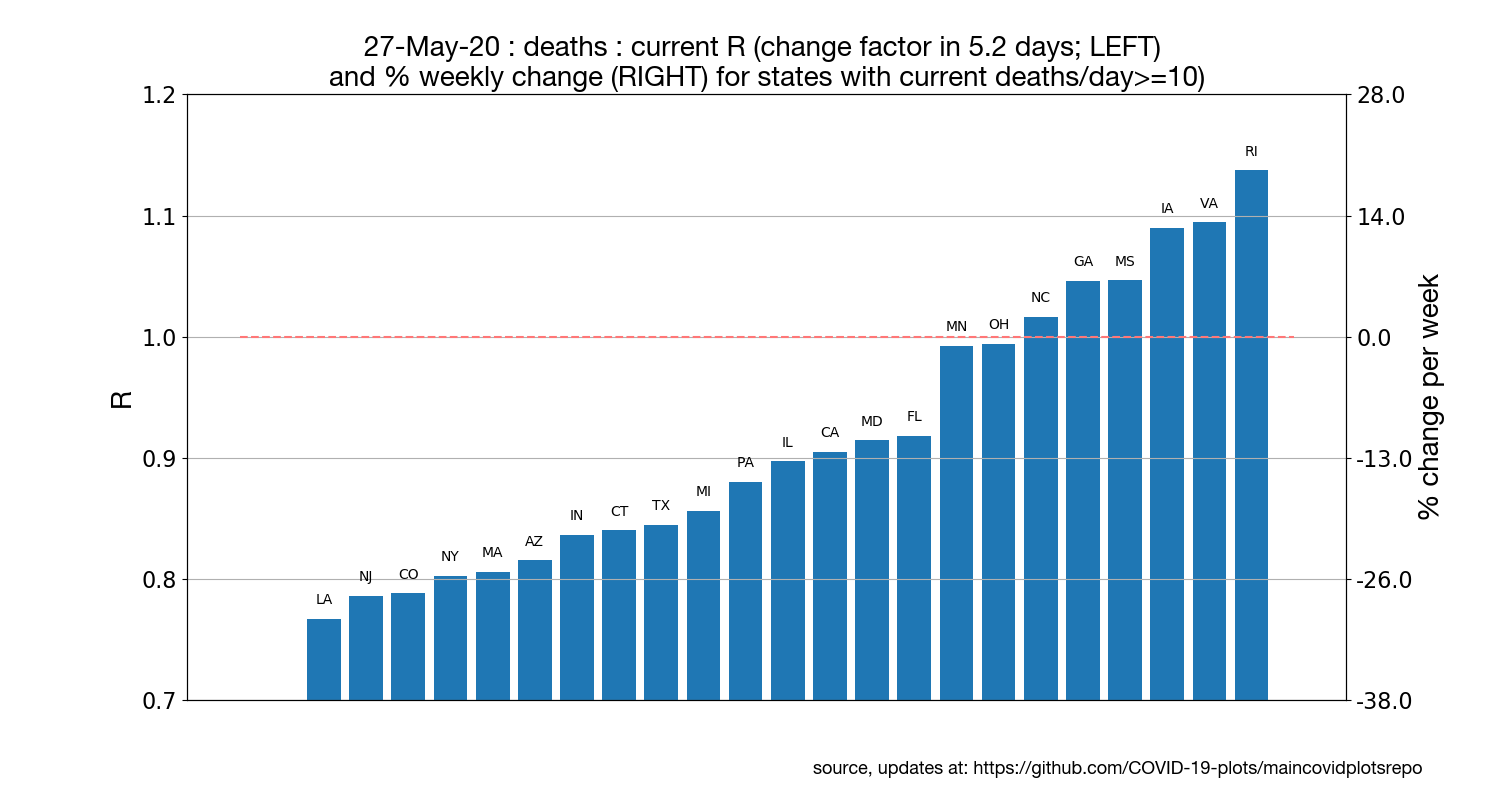 27-May-20 : deaths : current R (change factor in 5.2 days; LEFT)
and % weekly change (RIGHT) for states with current deaths/day>=10)
1.2
1.1
1.0
0.9
0.8
0.7
R
LA
NJ
CO
NY
MA
AZ
IN
CT
TX
MI
PA
IL
CA
MD
FL
MN
OH
NC
GA
MS
IA
VA
RI
28.0
14.0
0.0
-13.0
-26.0
-38.0
% change per week
source, updates at: https://github.com/COVID-19-plots/maincovidplotsrepo